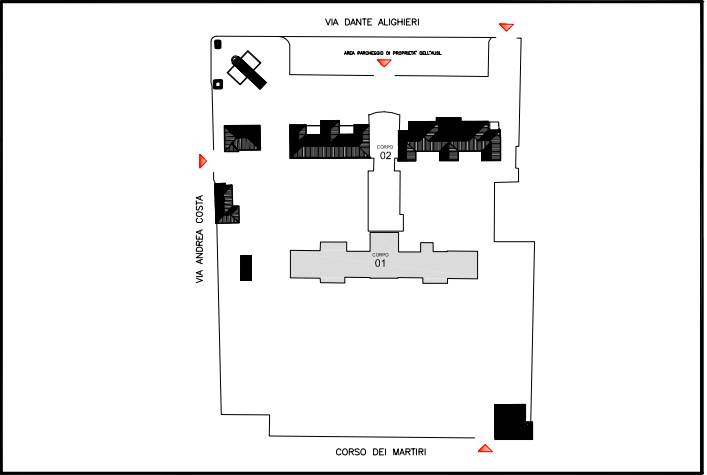 VIA DANTE ALIGHIERI
AREA PARCHEGGIO DI PROPRIETA' DELL'AUSL
CORPO
02
VIA ANDREA COSTA
CORPO
01
CORSO DEI MARTIRI